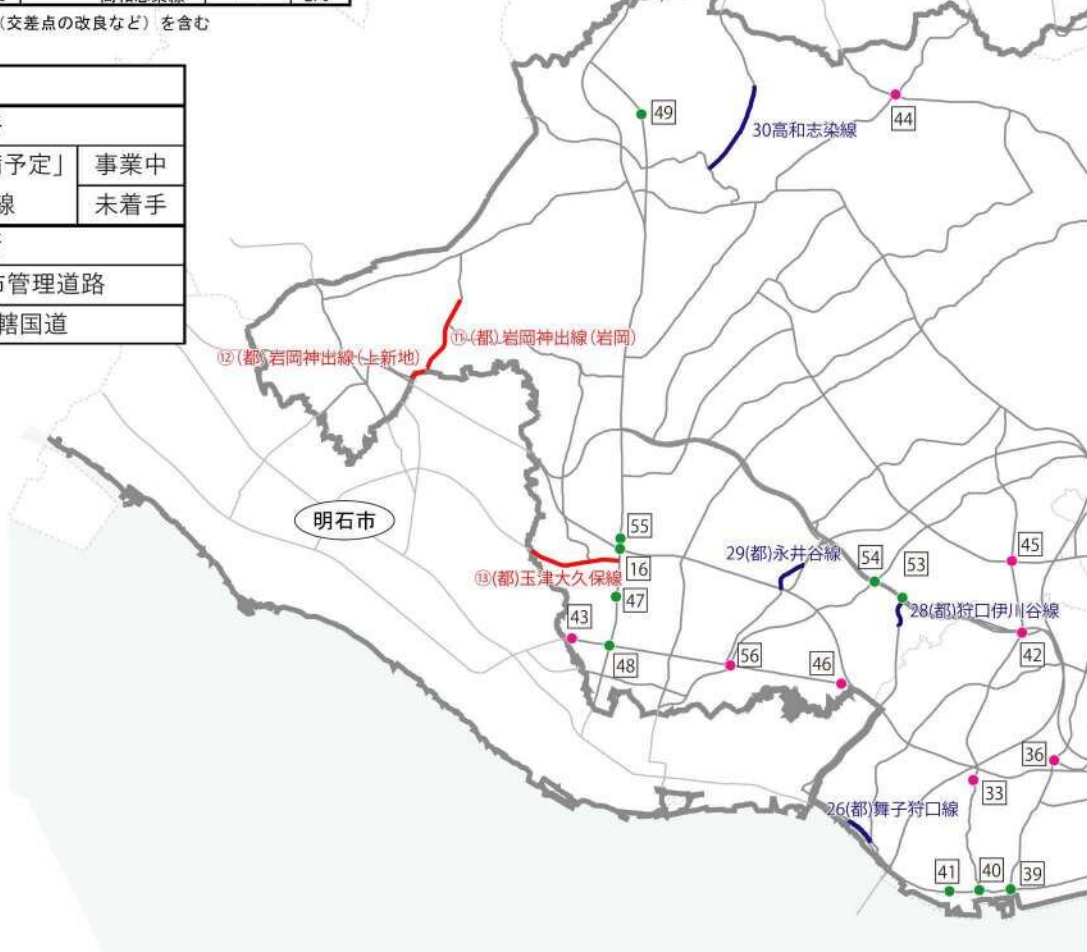 （交差点の改良など）を含む
予定」
事業中
線
未着手
管理道路
轄国道
49
30高和志染線
44
⑪(都)岩岡神出線(岩岡)
⑫(都)岩岡神出線(上新地)
明石市
55
16
⑬(都)玉津大久保線
47
43
48
29(都)永井谷線
54
53
45
28(都)狩口伊川谷線
42
56
46
36
33
26(都)舞子狩口線
41
40
39